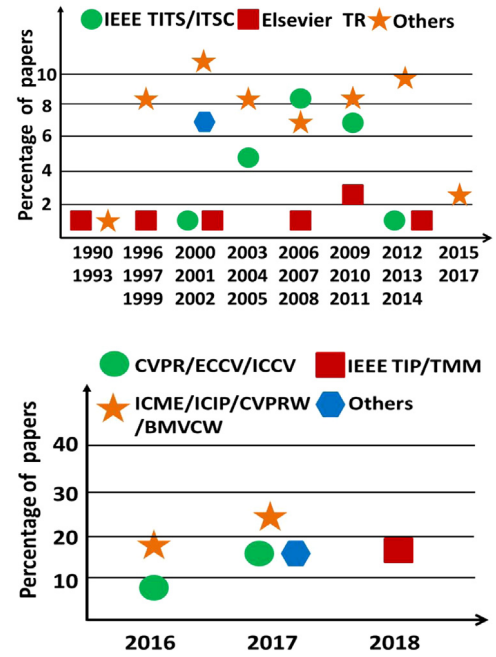 IEEE TITS/ITSC Elsevier TR Others
Percentage of papers
10
8
6
4
2
1990 1996 2000 2003 2006 2009 2012 2015
1993 1997 2001 2004 2007 2010 2013 2017
1999 2002 2005 2008 2011 2014
CVPR/ECCV/ICCV IEEE TIP/TMM
ICME/ICIP/CVPRW Others
/BMVCW
Percentage of papers
40
30
20
10
2016 2017 2018